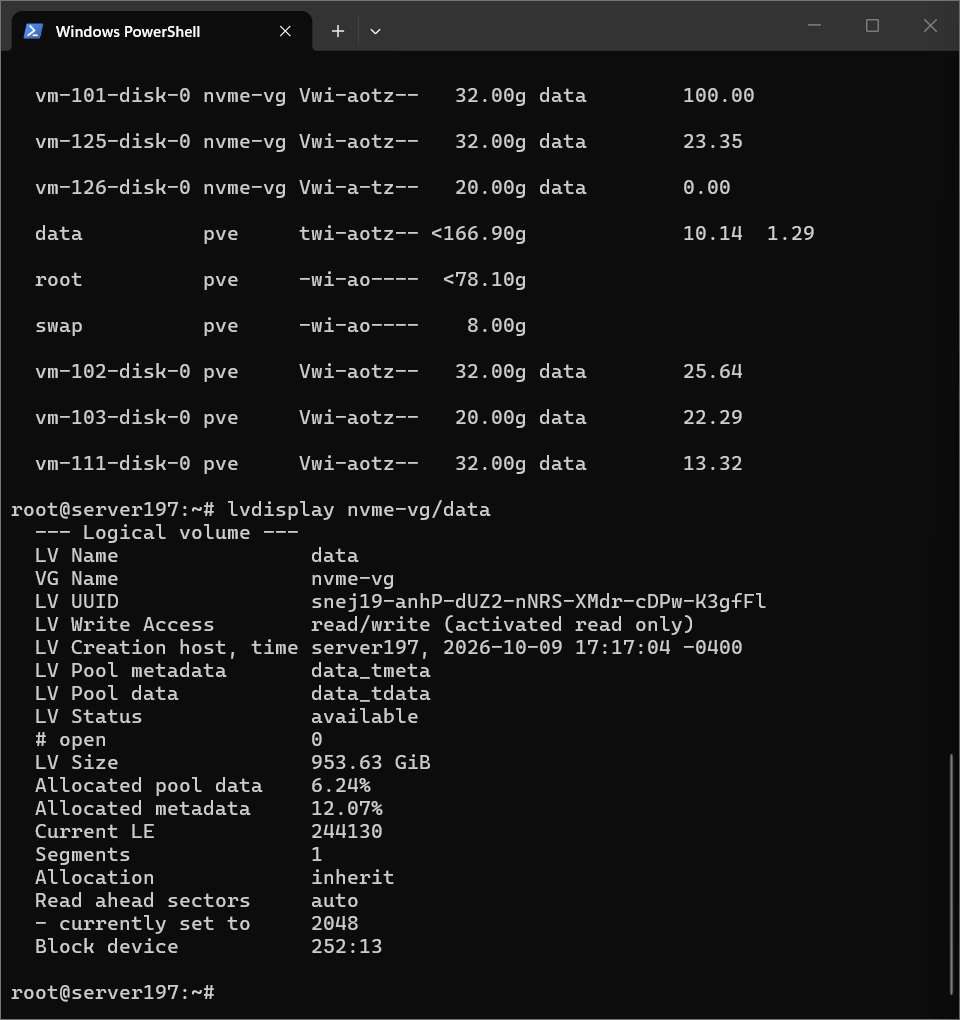 Windows PowerShell
vm-101-disk-0 nvme-vg Vwi-aotz--   32.00g data        100.00
vm-125-disk-0 nvme-vg Vwi-aotz--   32.00g data        23.35
vm-126-disk-0 nvme-vg Vwi-a-tz--   20.00g data        0.00
data          pve     twi-aotz-- <166.90g             10.14  1.29
root          pve     -wi-ao----  <78.10g
swap          pve     -wi-ao----    8.00g
vm-102-disk-0 pve     Vwi-aotz--   32.00g data        25.64
vm-103-disk-0 pve     Vwi-aotz--   20.00g data        22.29
vm-111-disk-0 pve     Vwi-aotz--   32.00g data        13.32
root@server197:~# lvdisplay nvme-vg/data
--- Logical volume ---
LV Name                data
VG Name                nvme-vg
LV UUID                snej19-anhP-dUZ2-nNRS-XMdr-cDPw-K3gfFl
LV Write Access        read/write (activated read only)
LV Creation host, time server197, 2026-10-09 17:17:04 -0400
LV Pool metadata       data_tmeta
LV Pool data           data_tdata
LV Status              available
# open                 0
LV Size                953.63 GiB
Allocated pool data    6.24%
Allocated metadata     12.07%
Current LE             244130
Segments               1
Allocation             inherit
Read ahead sectors     auto
- currently set to     2048
Block device           252:13
root@server197:~#